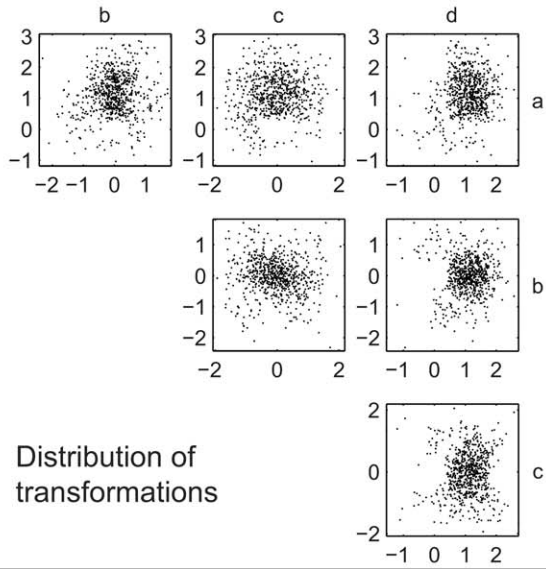 b c d
3 3 3
2 2 2
1 1 1 a
0 0 0
−1 −1 −1
−2 −1 0 1 −2 0 2 −1 0 1 2
1 1
0 0 b
−1 −1
−2 −2
−2 0 2 −1 0 1 2
2
0 c
−2
−1 0 1 2
Distribution of
transformations